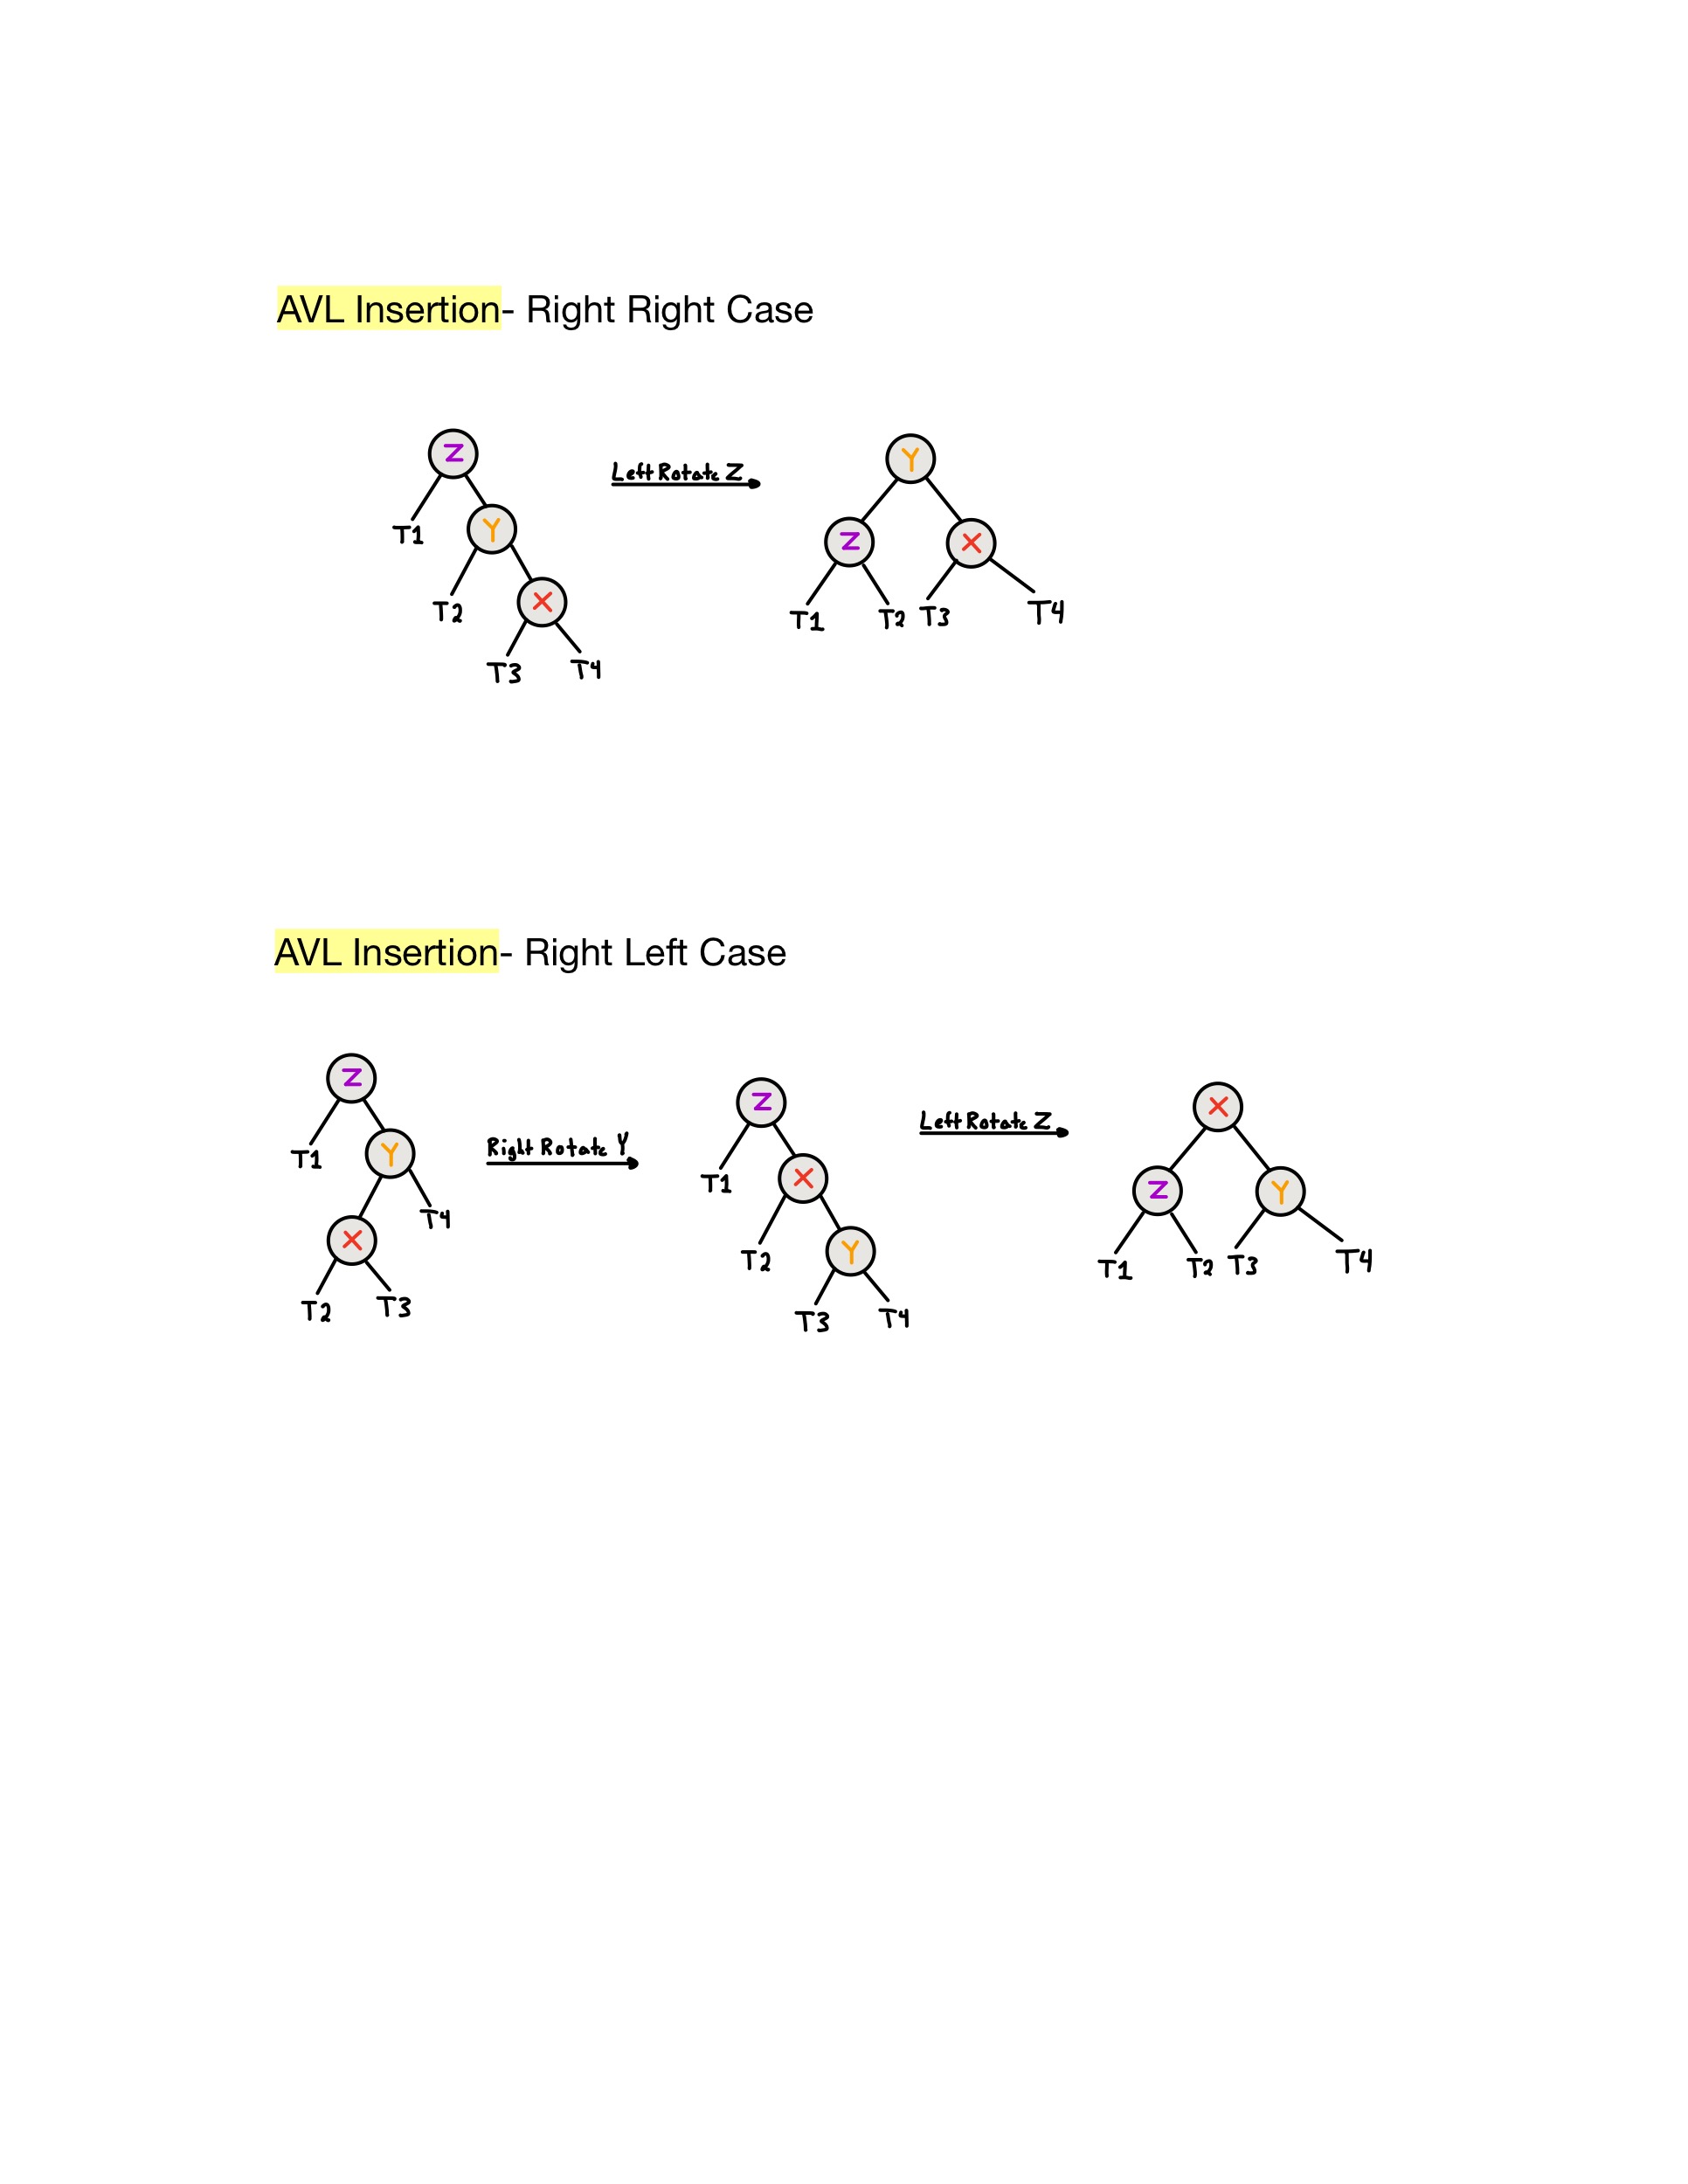 AVL Insertion- Right Right Case
Z
Left Rotate Z
Y
T1
Y
Z
X
T2
X
T1
T2
T3
T4
T3
T4
AVL Insertion- Right Left Case
Z
Right Rotate Y
Z
Left Rotate Z
X
T1
Y
T1
X
Z
Y
X
T4
T2
Y
T1
T2
T3
T4
T2
T3
T3
T4